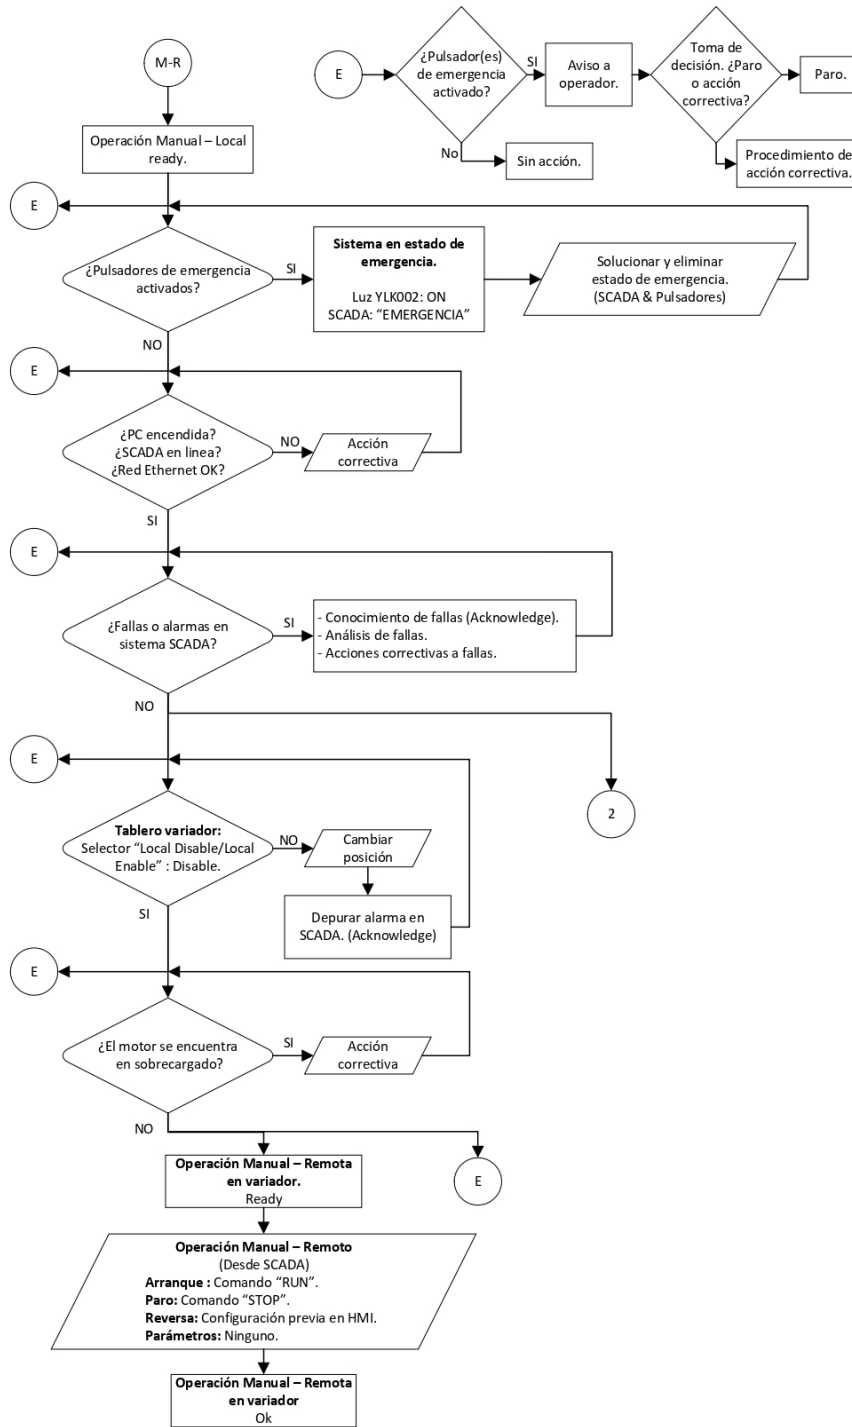 M-R
Operación Manual – Local
ready.
E
¿Pulsador(es)
de emergencia
activado?
SI
Aviso a
operador.
Toma de
decisión. ¿Paro
o acción
correctiva?
Paro.
No
Sin acción.
Procedimiento de
acción correctiva.
E
¿Pulsadores de emergencia
activados?
SI
Sistema en estado de
emergencia.
Luz YLK002: ON
SCADA: “EMERGENCIA”
Solucionar y eliminar
estado de emergencia.
(SCADA & Pulsadores)
NO
E
¿PC encendida?
¿SCADA en linea?
¿Red Ethernet OK?
NO
Acción
correctiva
SI
E
¿Fallas o alarmas en
sistema SCADA?
SI
- Conocimiento de fallas (Acknowledge).
- Análisis de fallas.
- Acciones correctivas a fallas.
NO
E
2
Tablero variador:
Selector “Local Disable/Local
Enable” : Disable.
NO
Cambiar
posición
Depurar alarma en
SCADA. (Acknowledge)
SI
E
¿El motor se encuentra
en sobrecargado?
SI
Acción
correctiva
NO
E
Operación Manual – Remota
en variador.
Ready
Operación Manual – Remoto
(Desde SCADA)
Arranque : Comando “RUN”.
Paro: Comando “STOP”.
Reversa: Configuración previa en HMI.
Parámetros: Ninguno.
Operación Manual – Remota
en variador
Ok